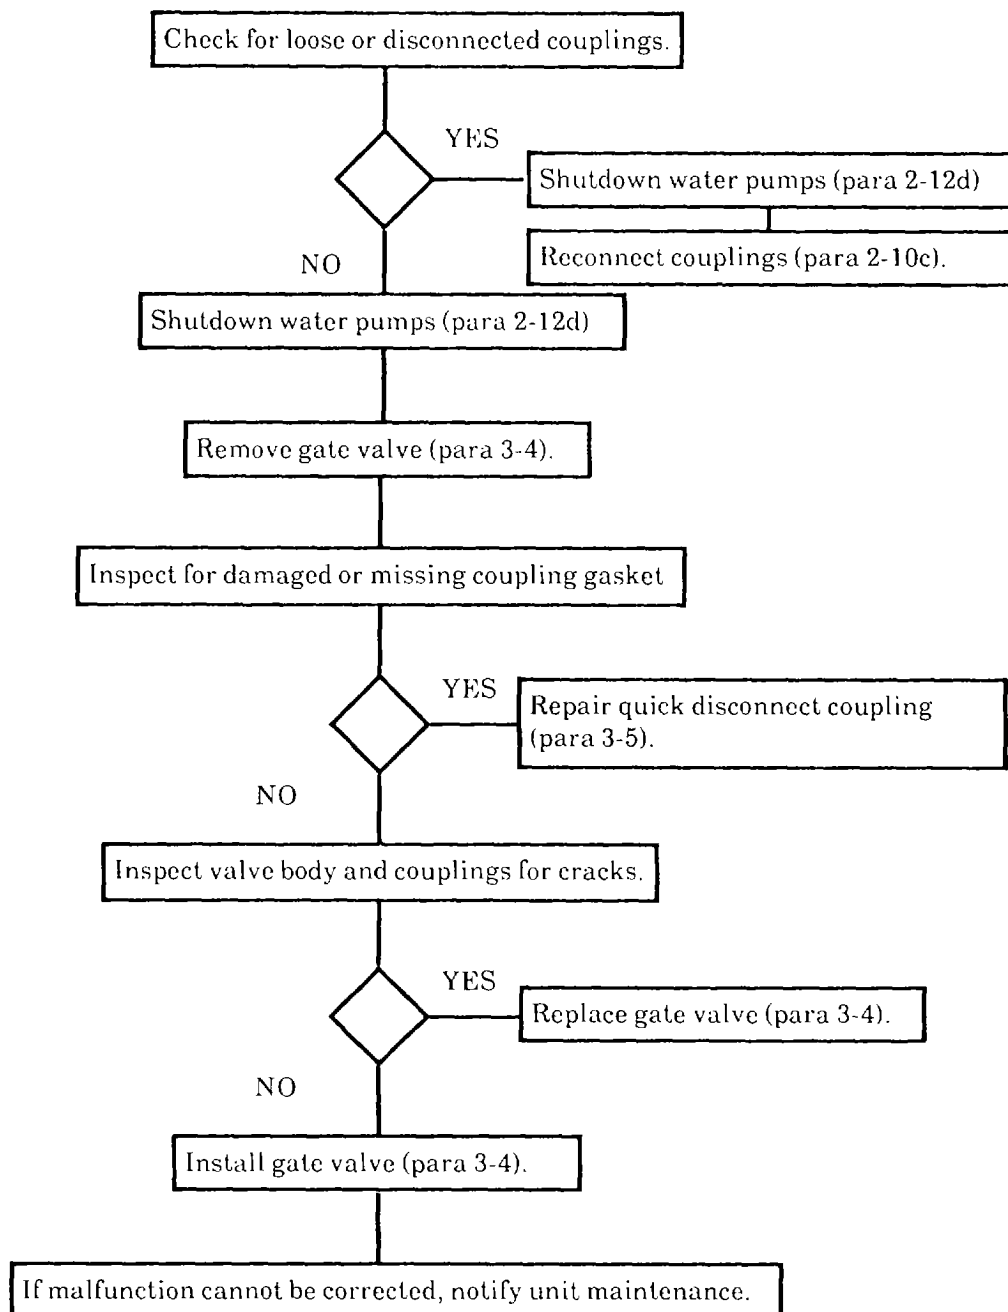 Check for loose or disconnected couplings.
YES
Shutdown water pumps (para 2-12d)
Reconnect couplings (para 2-10c).
NO
Shutdown water pumps (para 2-12d)
Remove gate valve (para 3-4).
Inspect for damaged or missing coupling gasket
YES
Repair quick disconnect coupling
(para 3-5).
NO
Inspect valve body and couplings for cracks.
YES
Replace gate valve (para 3-4).
NO
Install gate valve (para 3-4).
If malfunction cannot be corrected, notify unit maintenance.